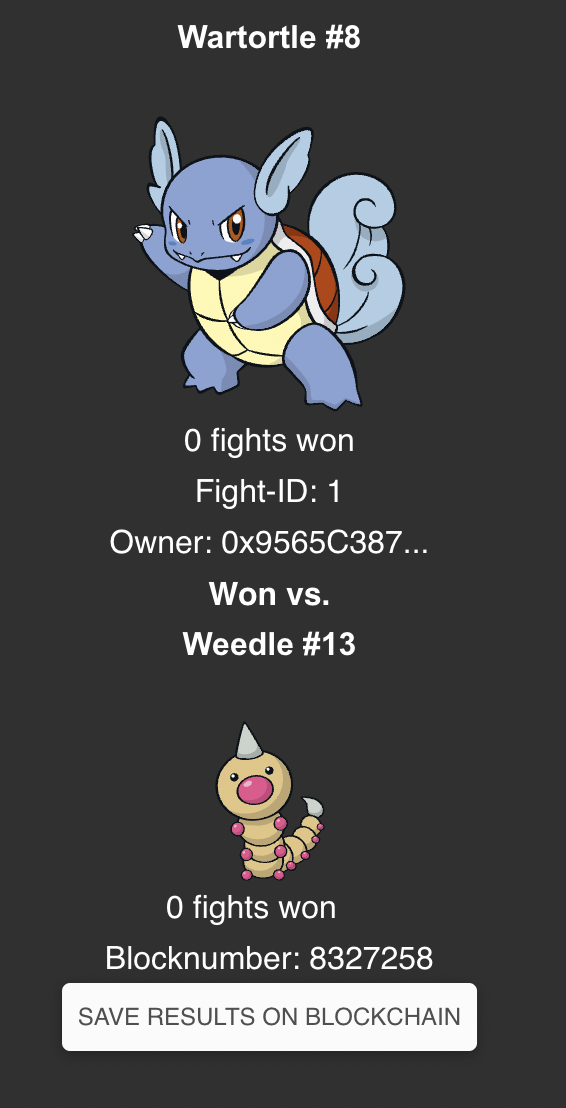 Wartortle #8
0 fights won
Fight-ID: 1
Owner: 0x9565C387...
Won vs.
Weedle #13
0 fights won
Blocknumber: 8327258
SAVE RESULTS ON BLOCKCHAIN